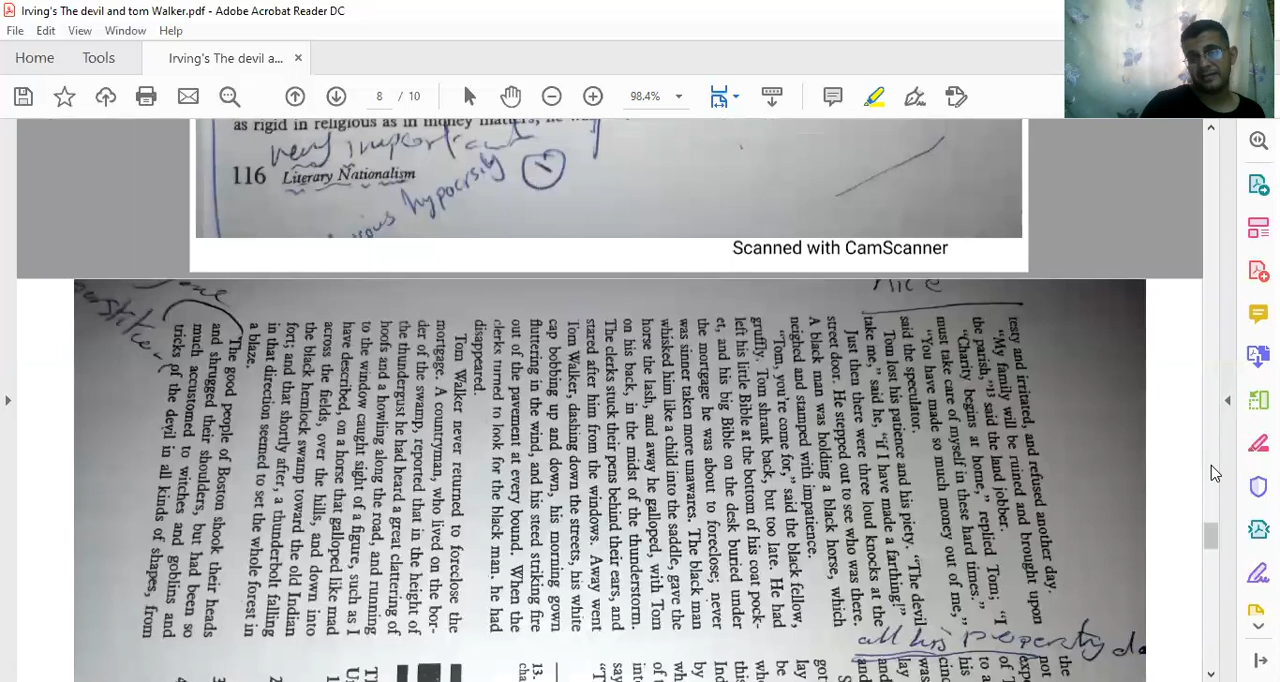 Irving's The devil and tom Walker.pdf - Adobe Acrobat Reader DC
File Edit View Window Help
Home Tools Irving's The devil a... ×
8 / 10 98.4%
as rigid in religious as in money matters, he
very important
116 Literary Nationalism
hypocrsily
Scanned with CamScanner
testy and irritated, and refused another day.
"My family will be ruined and brought upon
the parish,"13 said the land jobber.
"Charity begins at home," replied Tom; "I
must take care of myself in these hard times."
"You have made so much money out of me,"
said the speculator.
Tom lost his patience and his piety. "The devil
take me," said he, "if I have made a farthing!"
Just then there were three loud knocks at the
street door. He stepped out to see who was there.
A black man was holding a black horse, which
neighed and stamped with impatience.
"Tom, you're come for," said the black fellow,
gruffly. Tom shrank back, but too late. He had
left his little Bible at the bottom of his coat pock-
et, and his big Bible on the desk buried under
the mortgage he was about to foreclose; never
was sinner taken more unawares. The black man
whisked him like a child into the saddle, gave the
horse the lash, and away he galloped, with Tom
on his back, in the midst of the thunderstorm.
The clerks stuck their pens behind their ears, and
stared after him from the windows. Away went
Tom Walker, dashing down the streets, his white
cap bobbing up and down, his morning gown
fluttering in the wind, and his steed striking fire
out of the pavement at every bound. When the
clerks turned to look for the black man. he had
disappeared.
Tom Walker never returned to foreclose the
mortgage. A countryman, who lived on the bor-
der of the swamp, reported that in the height of
the thundergust he had heard a great clattering of
hoofs and a howling along the road, and running
to the window caught sight of a figure, such as I
have described, on a horse that galloped like mad
across the fields, over the hills, and down into
the black hemlock swamp toward the old Indian
fort; and that shortly after, a thunderbolt falling
in that direction seemed to set the whole forest in
a blaze.
The good people of Boston shook their heads
and shrugged their shoulders, but had been so
much accustomed to witches and goblins and
tricks of the devil in all kinds of shapes, from
all his property
13.